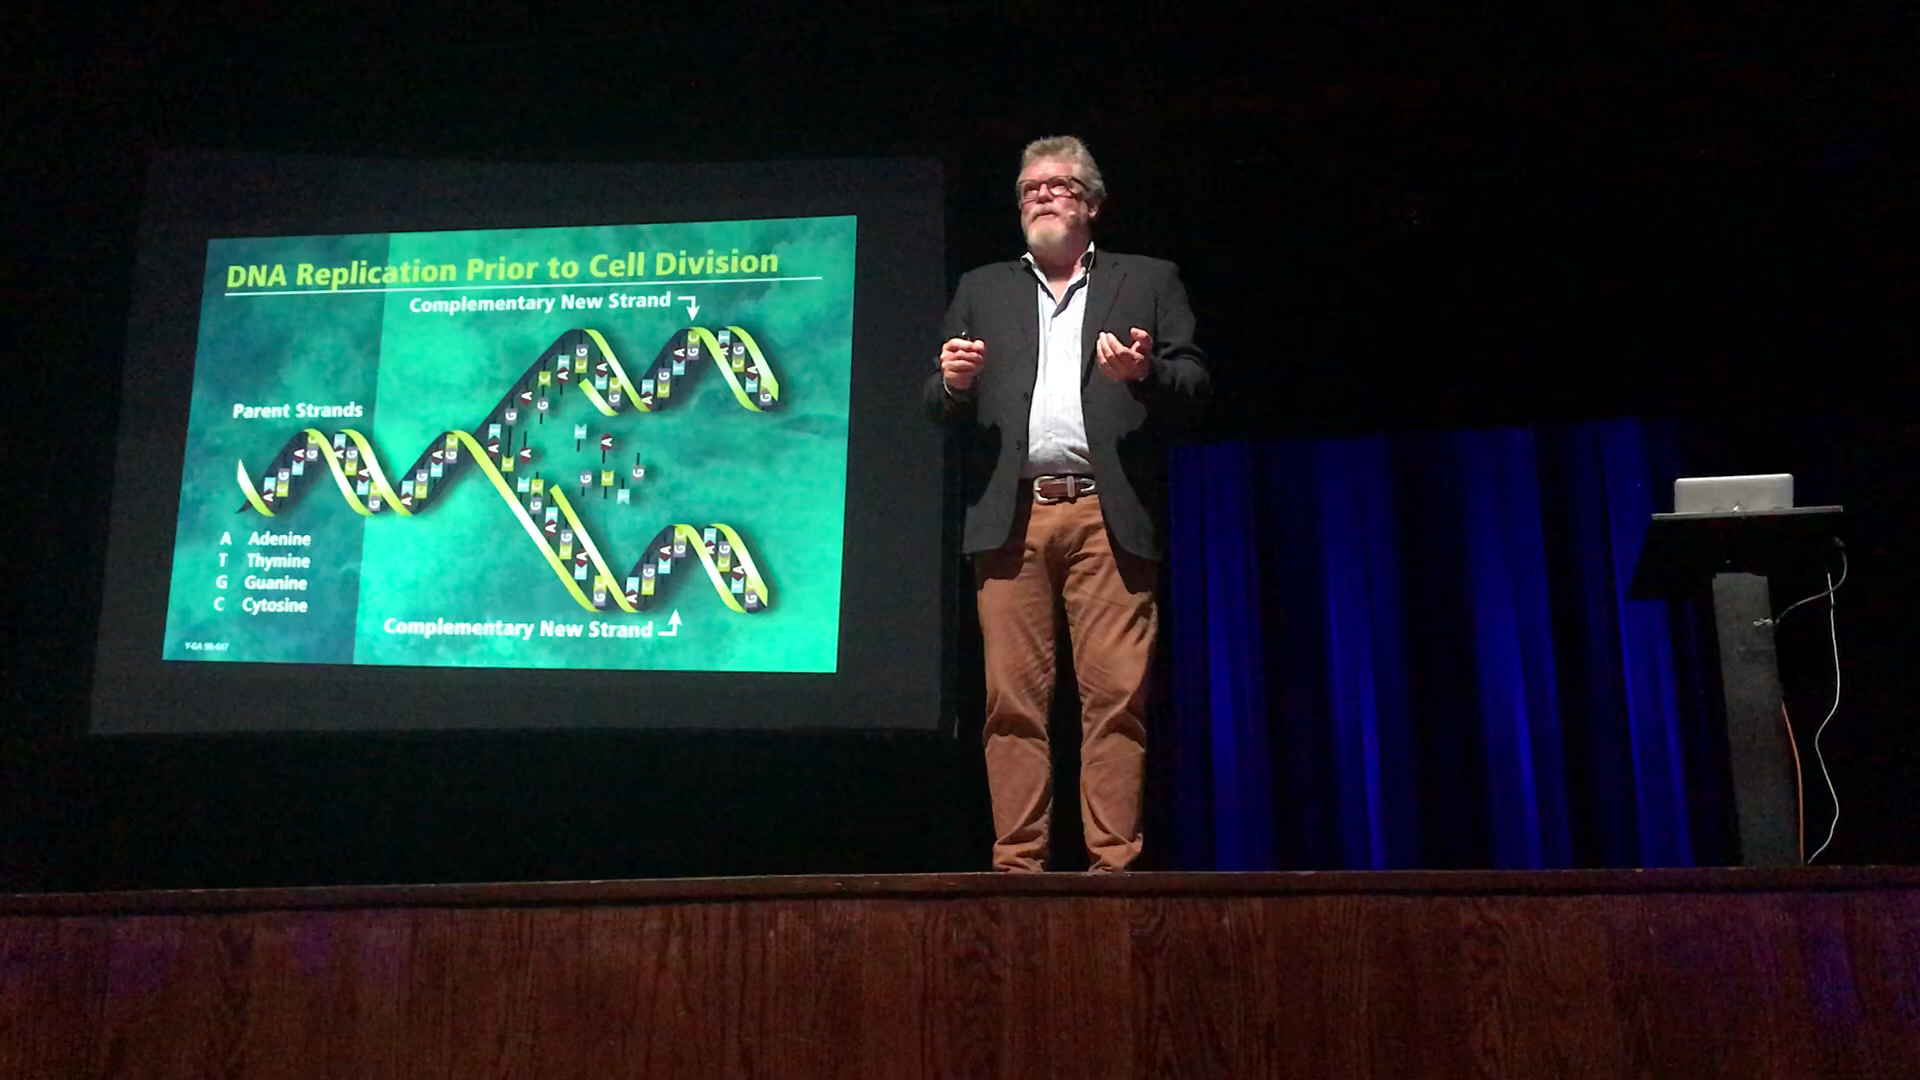 DNA Replication Prior to Cell Division
Complementary New Strand
Parent Strands
A Adenine
T Thymine
G Guanine
C Cytosine
Complementary New Strand